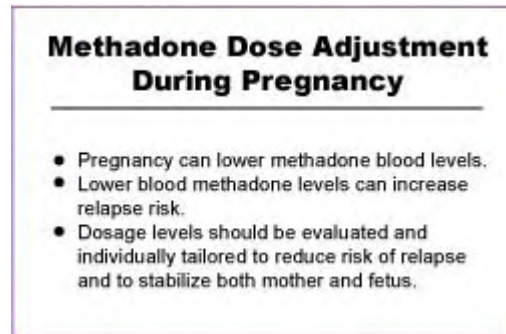 Methadone Dose Adjustment
During Pregnancy
● Pregnancy can lower methadone blood levels.
● Lower blood methadone levels can increase
relapse risk.
● Dosage levels should be evaluated and
individually tailored to reduce risk of relapse
and to stabilize both mother and fetus.